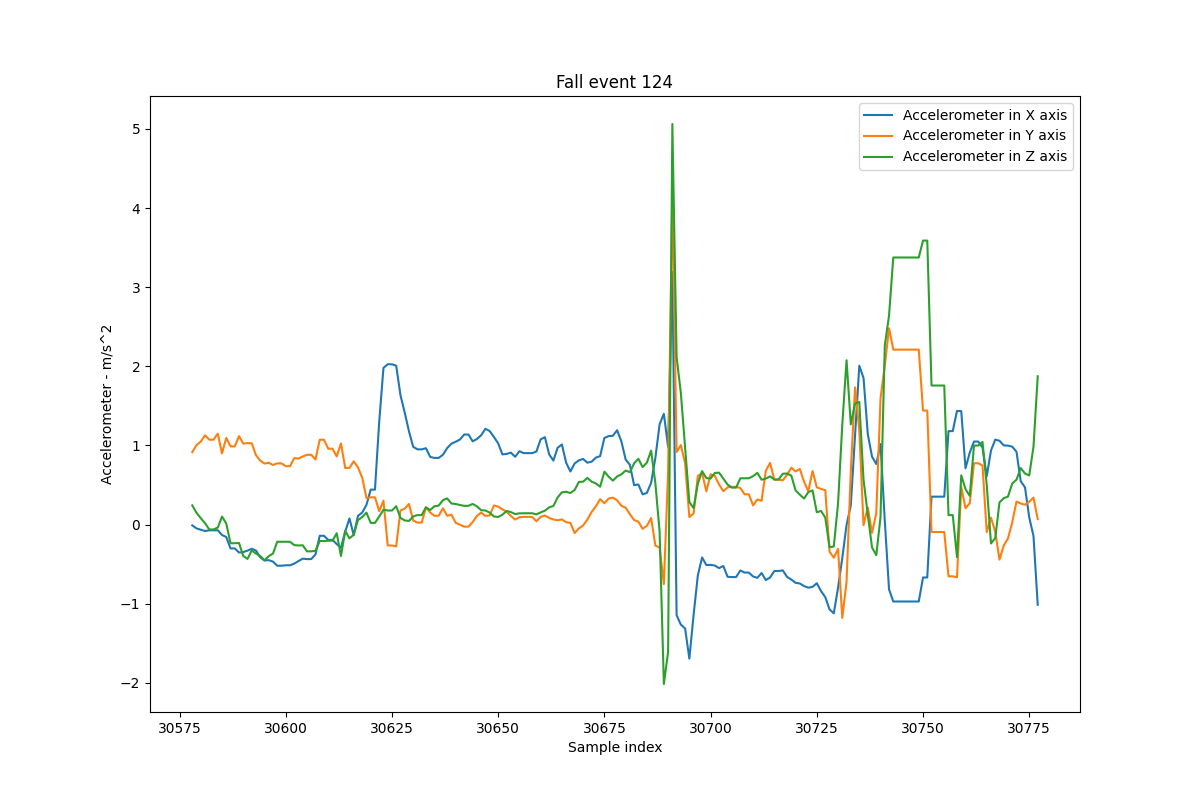 Fall event 124
Accelerometer in X axis
Accelerometer in Y axis
Accelerometer in Z axis
5
4
3
2
1
0
−1
−2
Accelerometer - m/s^2
30575 30600 30625 30650 30675 30700 30725 30750 30775
Sample index